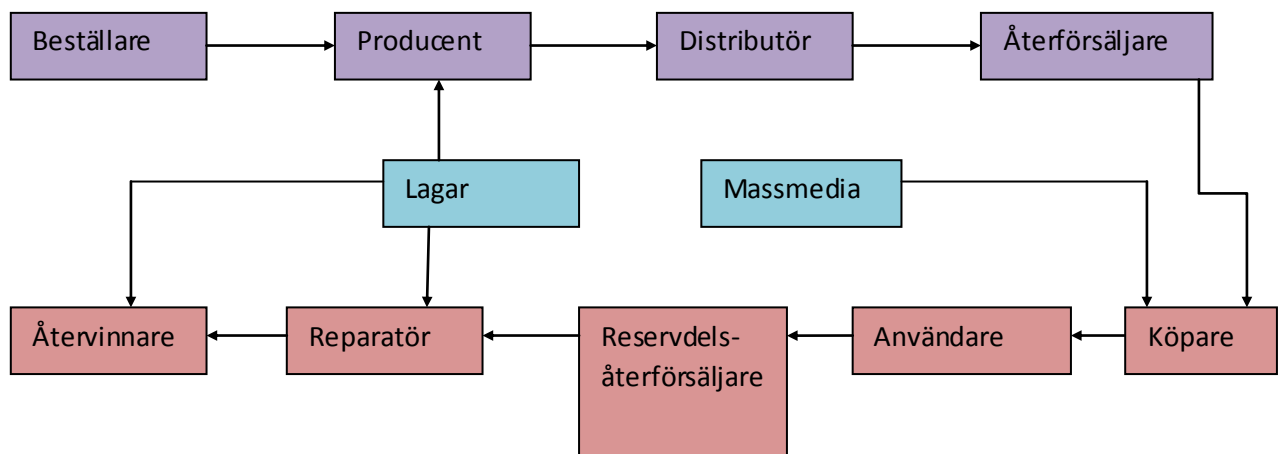 Beställare
Producent
Distributör
Återförsäljare
Lagar
Massmedia
Återvinnare
Reparatör
Reservdels-
återförsäljare
Användare
Köpare